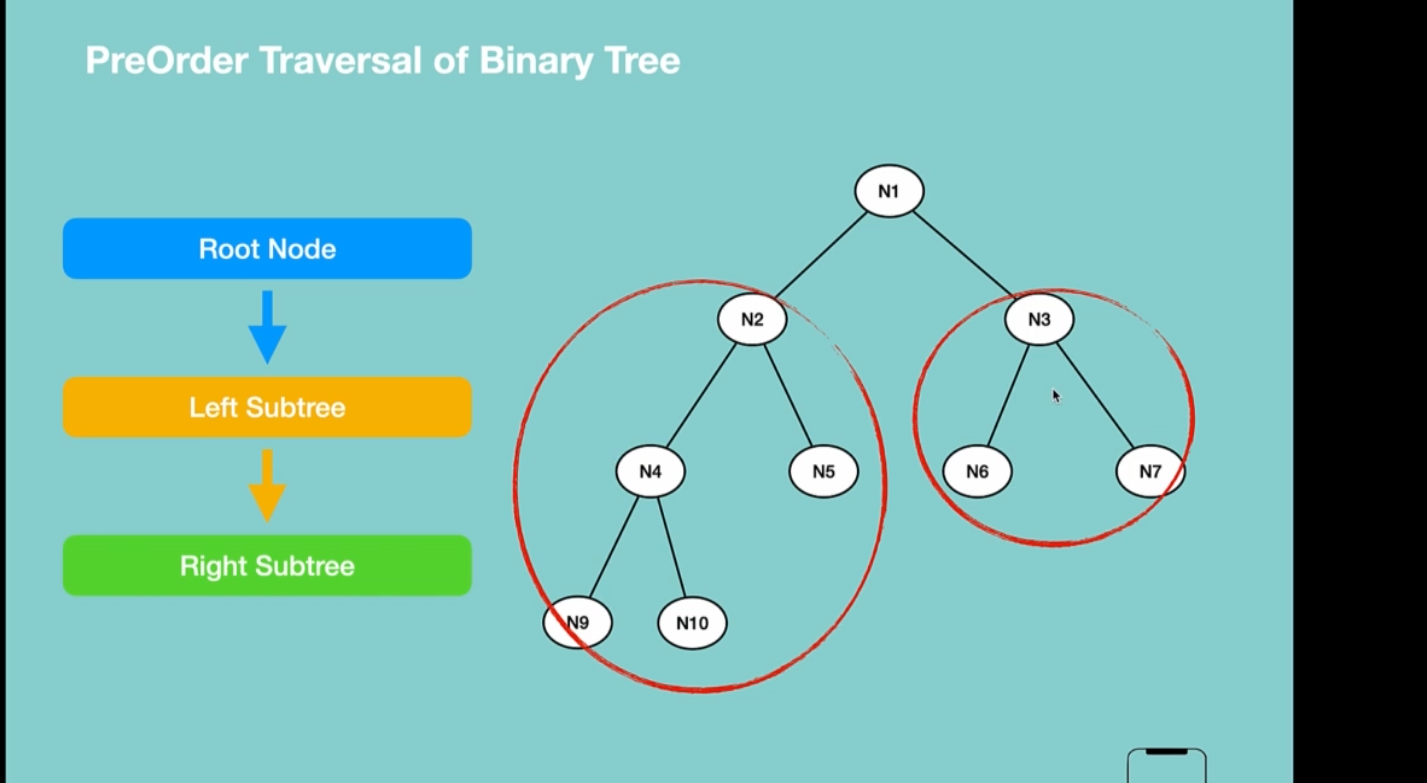 PreOrder Traversal of Binary Tree
Root Node
Left Subtree
Right Subtree
N1
N2
N3
N4
N5
N6
N7
N9
N10